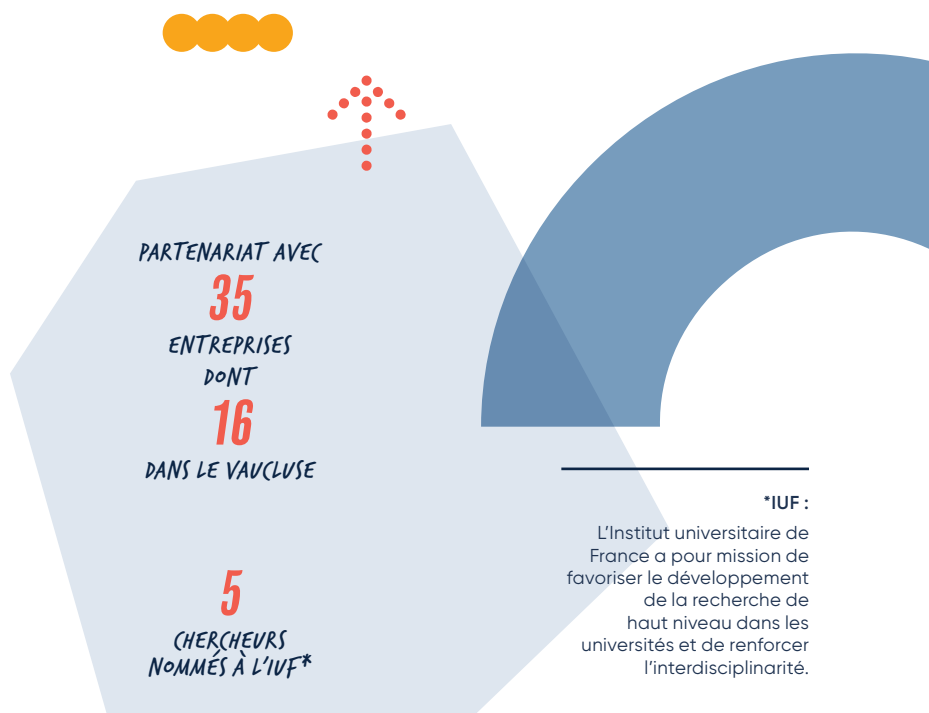 PARTENARIAT AVEC
35
ENTREPRISES
DONT
16
DANS LE VAUCLUSE
5
CHERCHEURS
NOMMÉS À L'IUF*
*IUF :
L'Institut universitaire de
France a pour mission de
favoriser le développement
de la recherche de
haut niveau dans les
universités et de renforcer
l'interdisciplinarité.